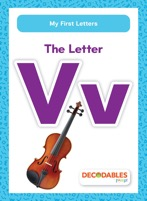 My First Letters
The Letter
Vv
DECODABLES